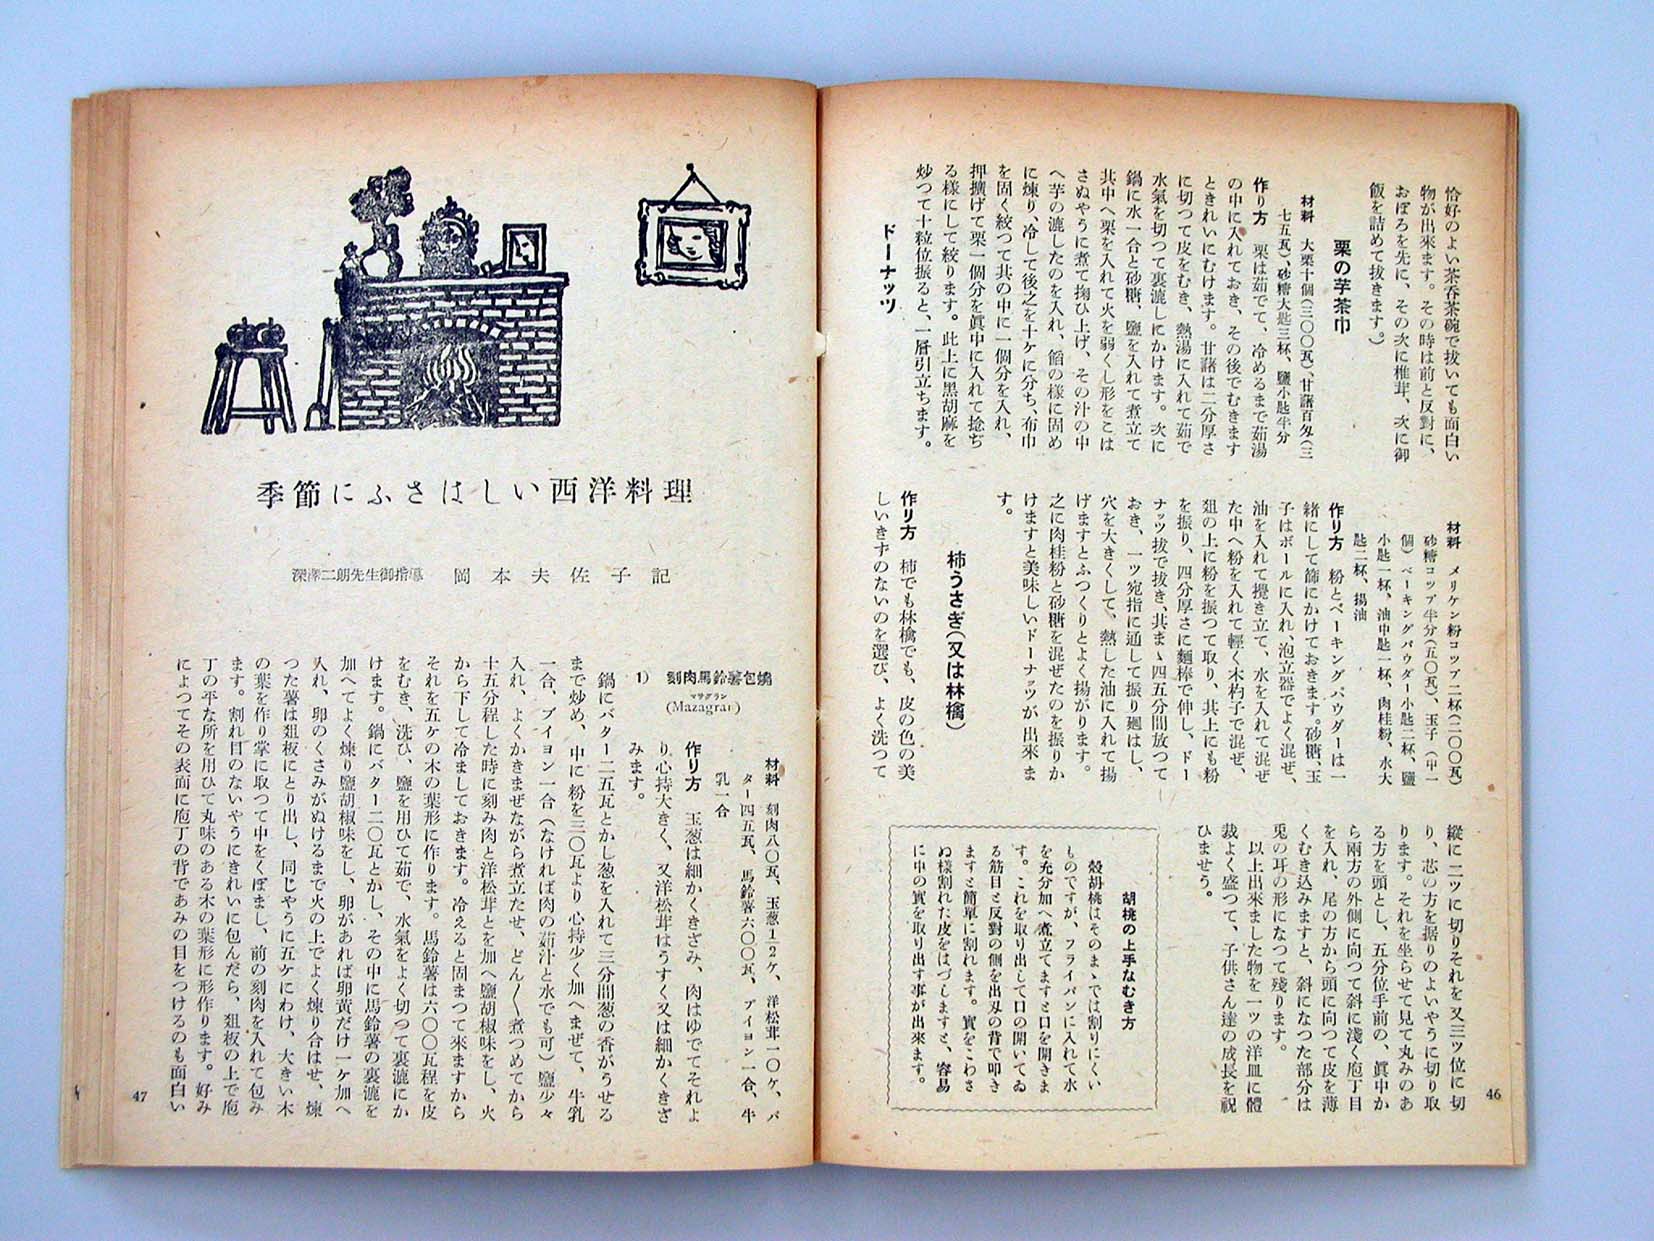 恰好のよい茶呑茶碗で拔いても面白い
物が出來ます。その時は前と反對に、
おぼろを先に、その次に椎茸、次に御
飯を詰めて拔きます。)
栗の芋茶巾
材料 大栗十個(三〇〇瓦)、甘藷百匁(三
七五瓦)、砂糖大匙三杯、鹽小匙半分
作り方 栗は茹でて、冷めるまで茹湯
の中に入れておき、その後でむきます
ときれいにむけます。甘藷は二分厚さ
に切つて皮をむき、熱湯に入れて茹で
水氣を切つて裏漉しにかけます。次に
鍋に水一合と砂糖、鹽を入れて煮立て
其中へ栗を入れて火を弱くし形をこは
さぬやうに煮て掬ひ上げ、その汁の中
へ芋の漉したのを入れ、餡の樣に固め
に煉り、冷して後之を十ケに分ち、布巾
を固く絞つて其の中に一個分を入れ、
押擴げて栗一個分を眞中に入れて捻ぢ
る樣にして絞ります。此上に黒胡麻を
炒つて十粒位振ると、一層引立ちます。
ドーナッツ
材料 メリケン粉コップ二杯(二〇〇瓦)
砂糖コップ半分(五〇瓦)、玉子(中一
個)ベーキングパウダー小匙二杯、鹽
小匙一杯、油中匙一杯、肉桂粉、水大
匙二杯、揚油
作り方 粉とベーキングパウダーは一
緒にして篩にかけておきます。砂糖、玉
子はボールに入れ、泡立器でよく混ぜ、
油を入れて攪き立て、水を入れて混ぜ
た中へ粉を入れて輕く木杓子で混ぜ、
俎の上に粉を振つて取り、其上にも粉
を振り、四分厚さに麺棒で伸し、ドー
ナッツ拔で拔き、其まゝ四五分間放つて
おき、一ツ宛指に通して振り廻はし、
穴を大きくして、熱した油に入れて揚
げますとふつくりとよく揚がります。
之に肉桂粉と砂糖を混ぜたのを振りか
けますと美味しいドーナッツが出來ま
す。
柿うさぎ(又は林檎)
作り方 柿でも林檎でも、皮の色の美
しいきずのないのを選び、よく洗つて
縱に二ツに切りそれを又三ツ位に切
り、芯の方を据りのよいやうに切り取
ります。それを坐らせて見て丸みのあ
る方を頭とし、五分位手前の、眞中か
ら兩方の外側に向つて斜に淺く庖丁目
を入れ、尾の方から頭に向つて皮を薄
くむき込みますと、斜になつた部分は
兎の耳の形になつて殘ります。
以上出來ました物を一ツの洋皿に體
裁よく盛つて、子供さん達の成長を祝
ひませう。
胡桃の上手なむき方
殼胡桃はそのまゝでは割りにくい
ものですが、フライパンに入れて水
を充分加へ煮立てますと口を開きま
す。これを取り出して口の開いてゐ
る筋目と反對の側を出刃の背で叩き
ますと簡單に割れます。實をこわさ
ぬ樣割れた皮をはづしますと、容易
に中の實を取り出す事が出來ます。
46
季節にふさはしい西洋料理
深澤二朗先生御指導 岡本夫佐子記
1) 刻肉馬鈴薯包燒
マザグラン
(Mazagran)
材料 刻肉八〇瓦、玉葱1/2ケ、洋松茸一〇ケ、バ
ター四五瓦、馬鈴薯六〇〇瓦、ブイヨン一合、牛
乳一合
作り方 玉葱は細かくきざみ、肉はゆでてそれよ
り心持大きく、又洋松茸はうすく又は細かくきざ
みます。
鍋にバター二五瓦とかし葱を入れて三分間葱の香がうせる
まで炒め、中に粉を三〇瓦より心持少く加へまぜて、牛乳
一合、ブイヨン一合(なければ肉の茹汁と水でも可)鹽少々
入れ、よくかきまぜながら煮立たせ、どん〱煮つめてから
十五分程した時に刻み肉と洋松茸とを加へ鹽胡椒味をし、火
から下して冷ましておきます。冷えると固まつて來ますから
それを五ケの木の葉形に作ります。馬鈴薯は六〇〇瓦程を皮
をむき、洗ひ、鹽を用ひて茹で、水氣をよく切つて裏漉にか
けます。鍋にバター二〇瓦とかし、その中に馬鈴薯の裏漉を
加へてよく煉り鹽胡椒味をし、卵があれば卵黄だけ一ケ加へ
入れ、卵のくさみがぬけるまで火の上でよく煉り合はせ、煉
つた薯は俎板にとり出し、同じやうに五ケにわけ、大きい木
の葉を作り掌に取つて中をくぼまし、前の刻肉を入れて包み
ます。割れ目のないやうにきれいに包んだら、俎板の上で庖
丁の平な所を用ひて丸味のある木の葉形に形作ります。好み
によつてその表面に庖丁の背であみの目をつけるのも面白い
47